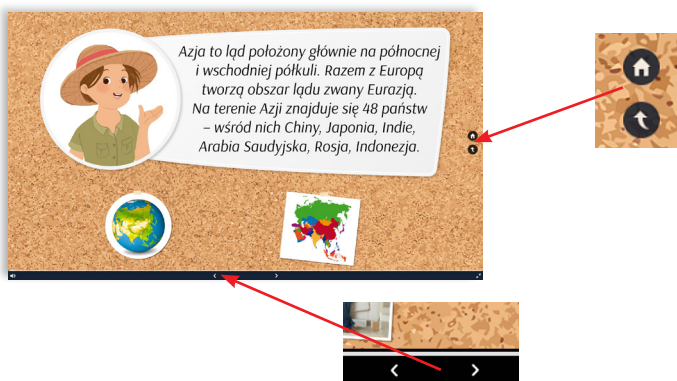 Azja to ląd położony głównie na północnej
i wschodniej półkuli. Razem z Europą
tworzą obszar lądu zwany Eurazją.
Na terenie Azji znajduje się 48 państw
– wśród nich Chiny, Japonia, Indie,
Arabia Saudyjska, Rosja, Indonezja.